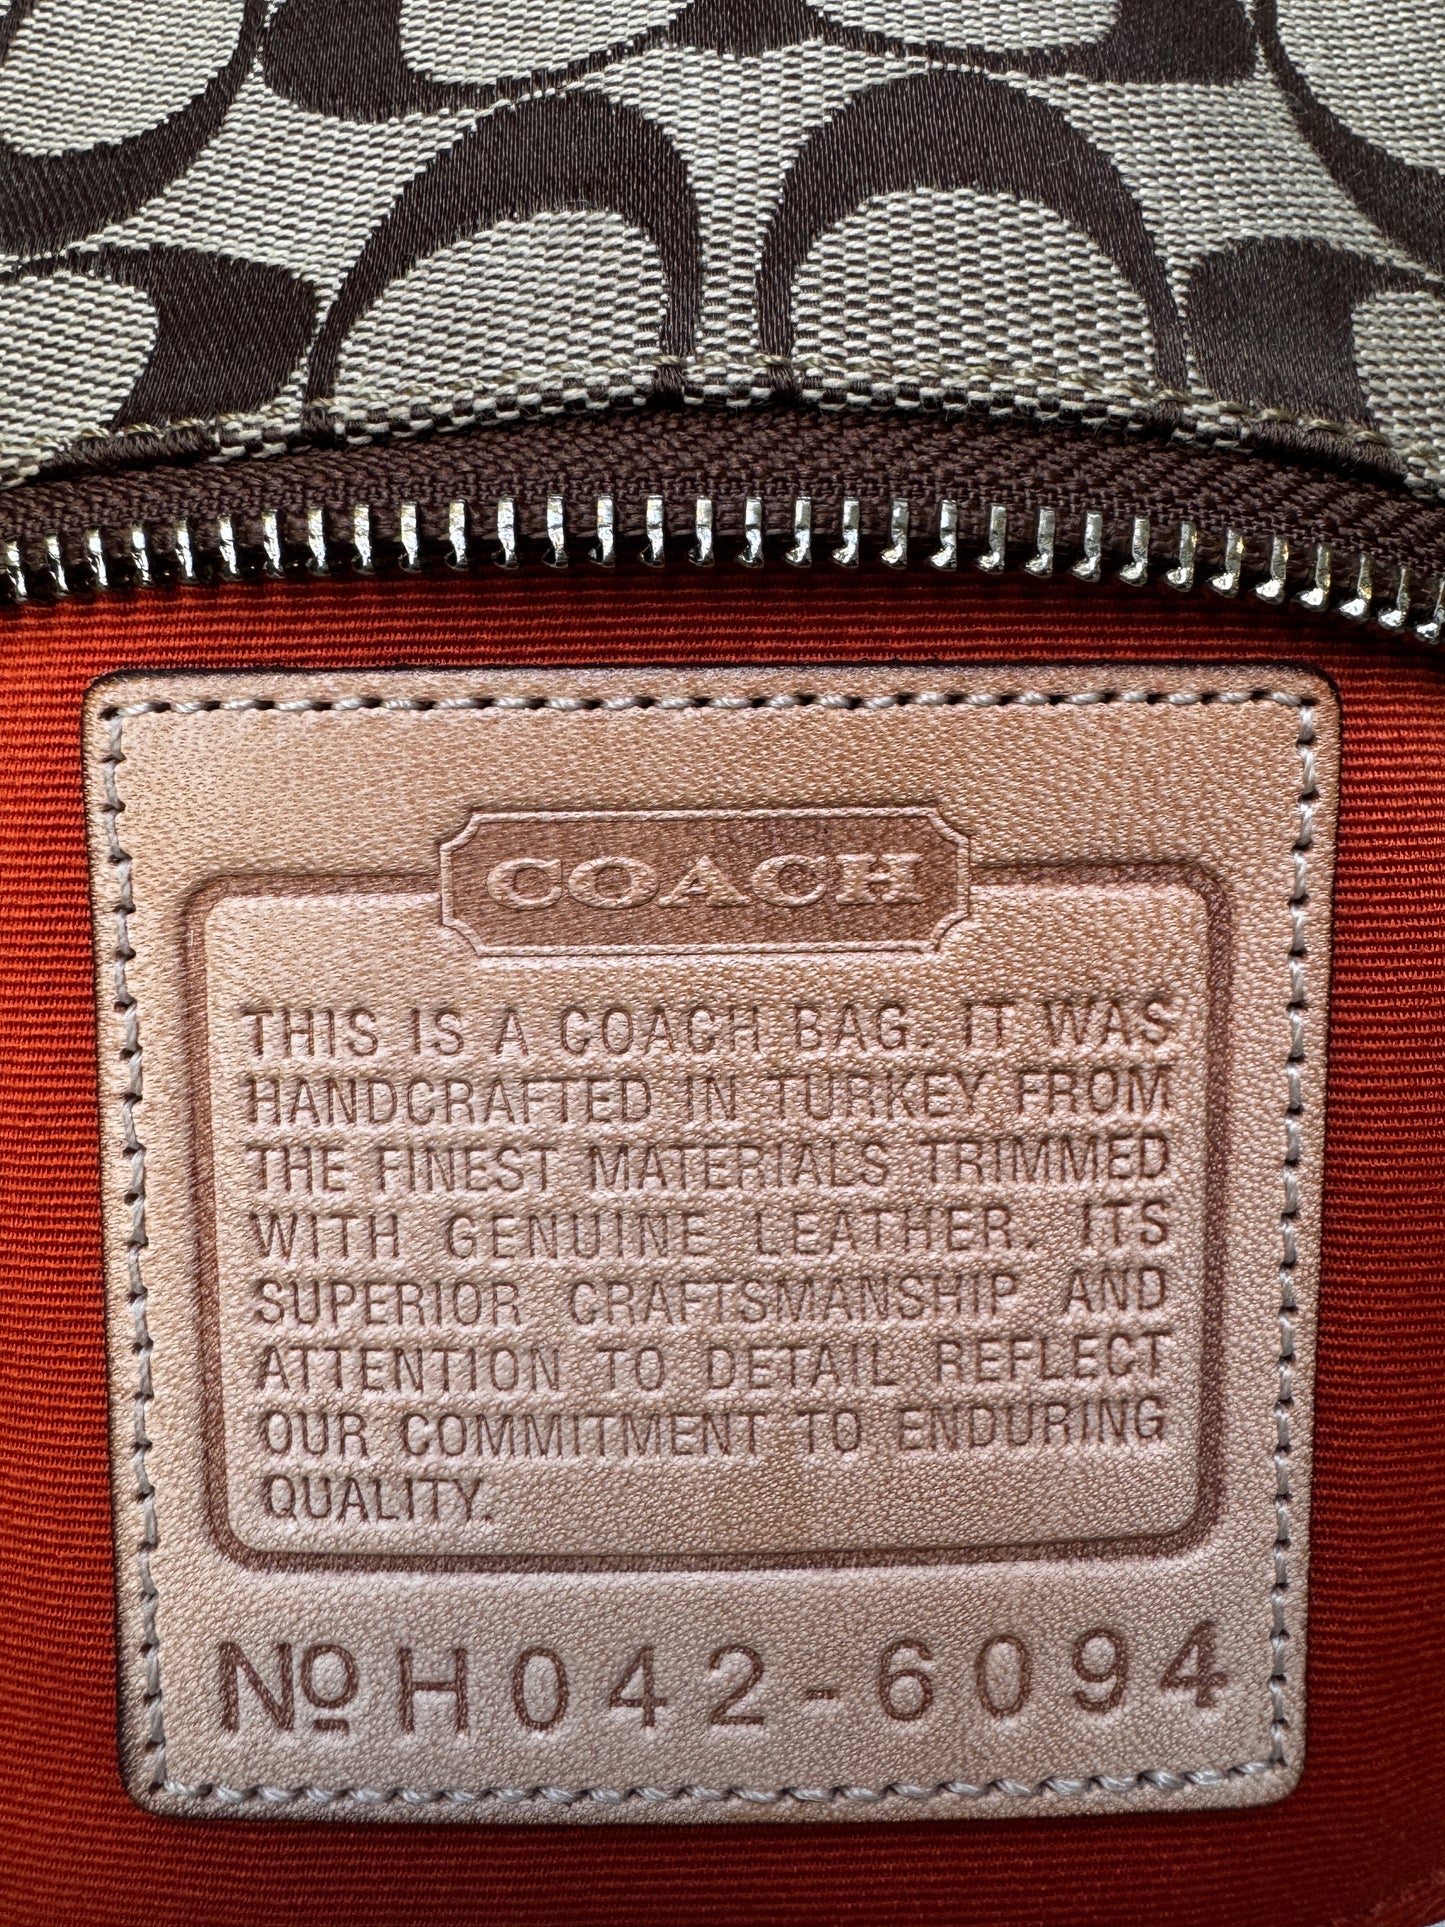 COACH
THIS IS A COACH BAG. IT WAS
HANDCRAFTED IN TURKEY FROM
THE FINEST MATERIALS TRIMMED
WITH GENUINE LEATHER. ITS
SUPERIOR CRAFTSMANSHIP AND
ATTENTION TO DETAIL REFLECT
OUR COMMITMENT TO ENDURING
QUALITY.
Nº H042-6094